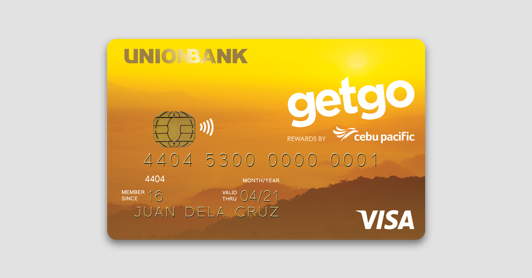 UNIONBANK
getgo
REWARDS BY cebu pacific
4404 5300 0000 0001
4404
MONTH/YEAR
MEMBER SINCE 16 VALID THRU 04/21
JUAN DELA CRUZ
VISA